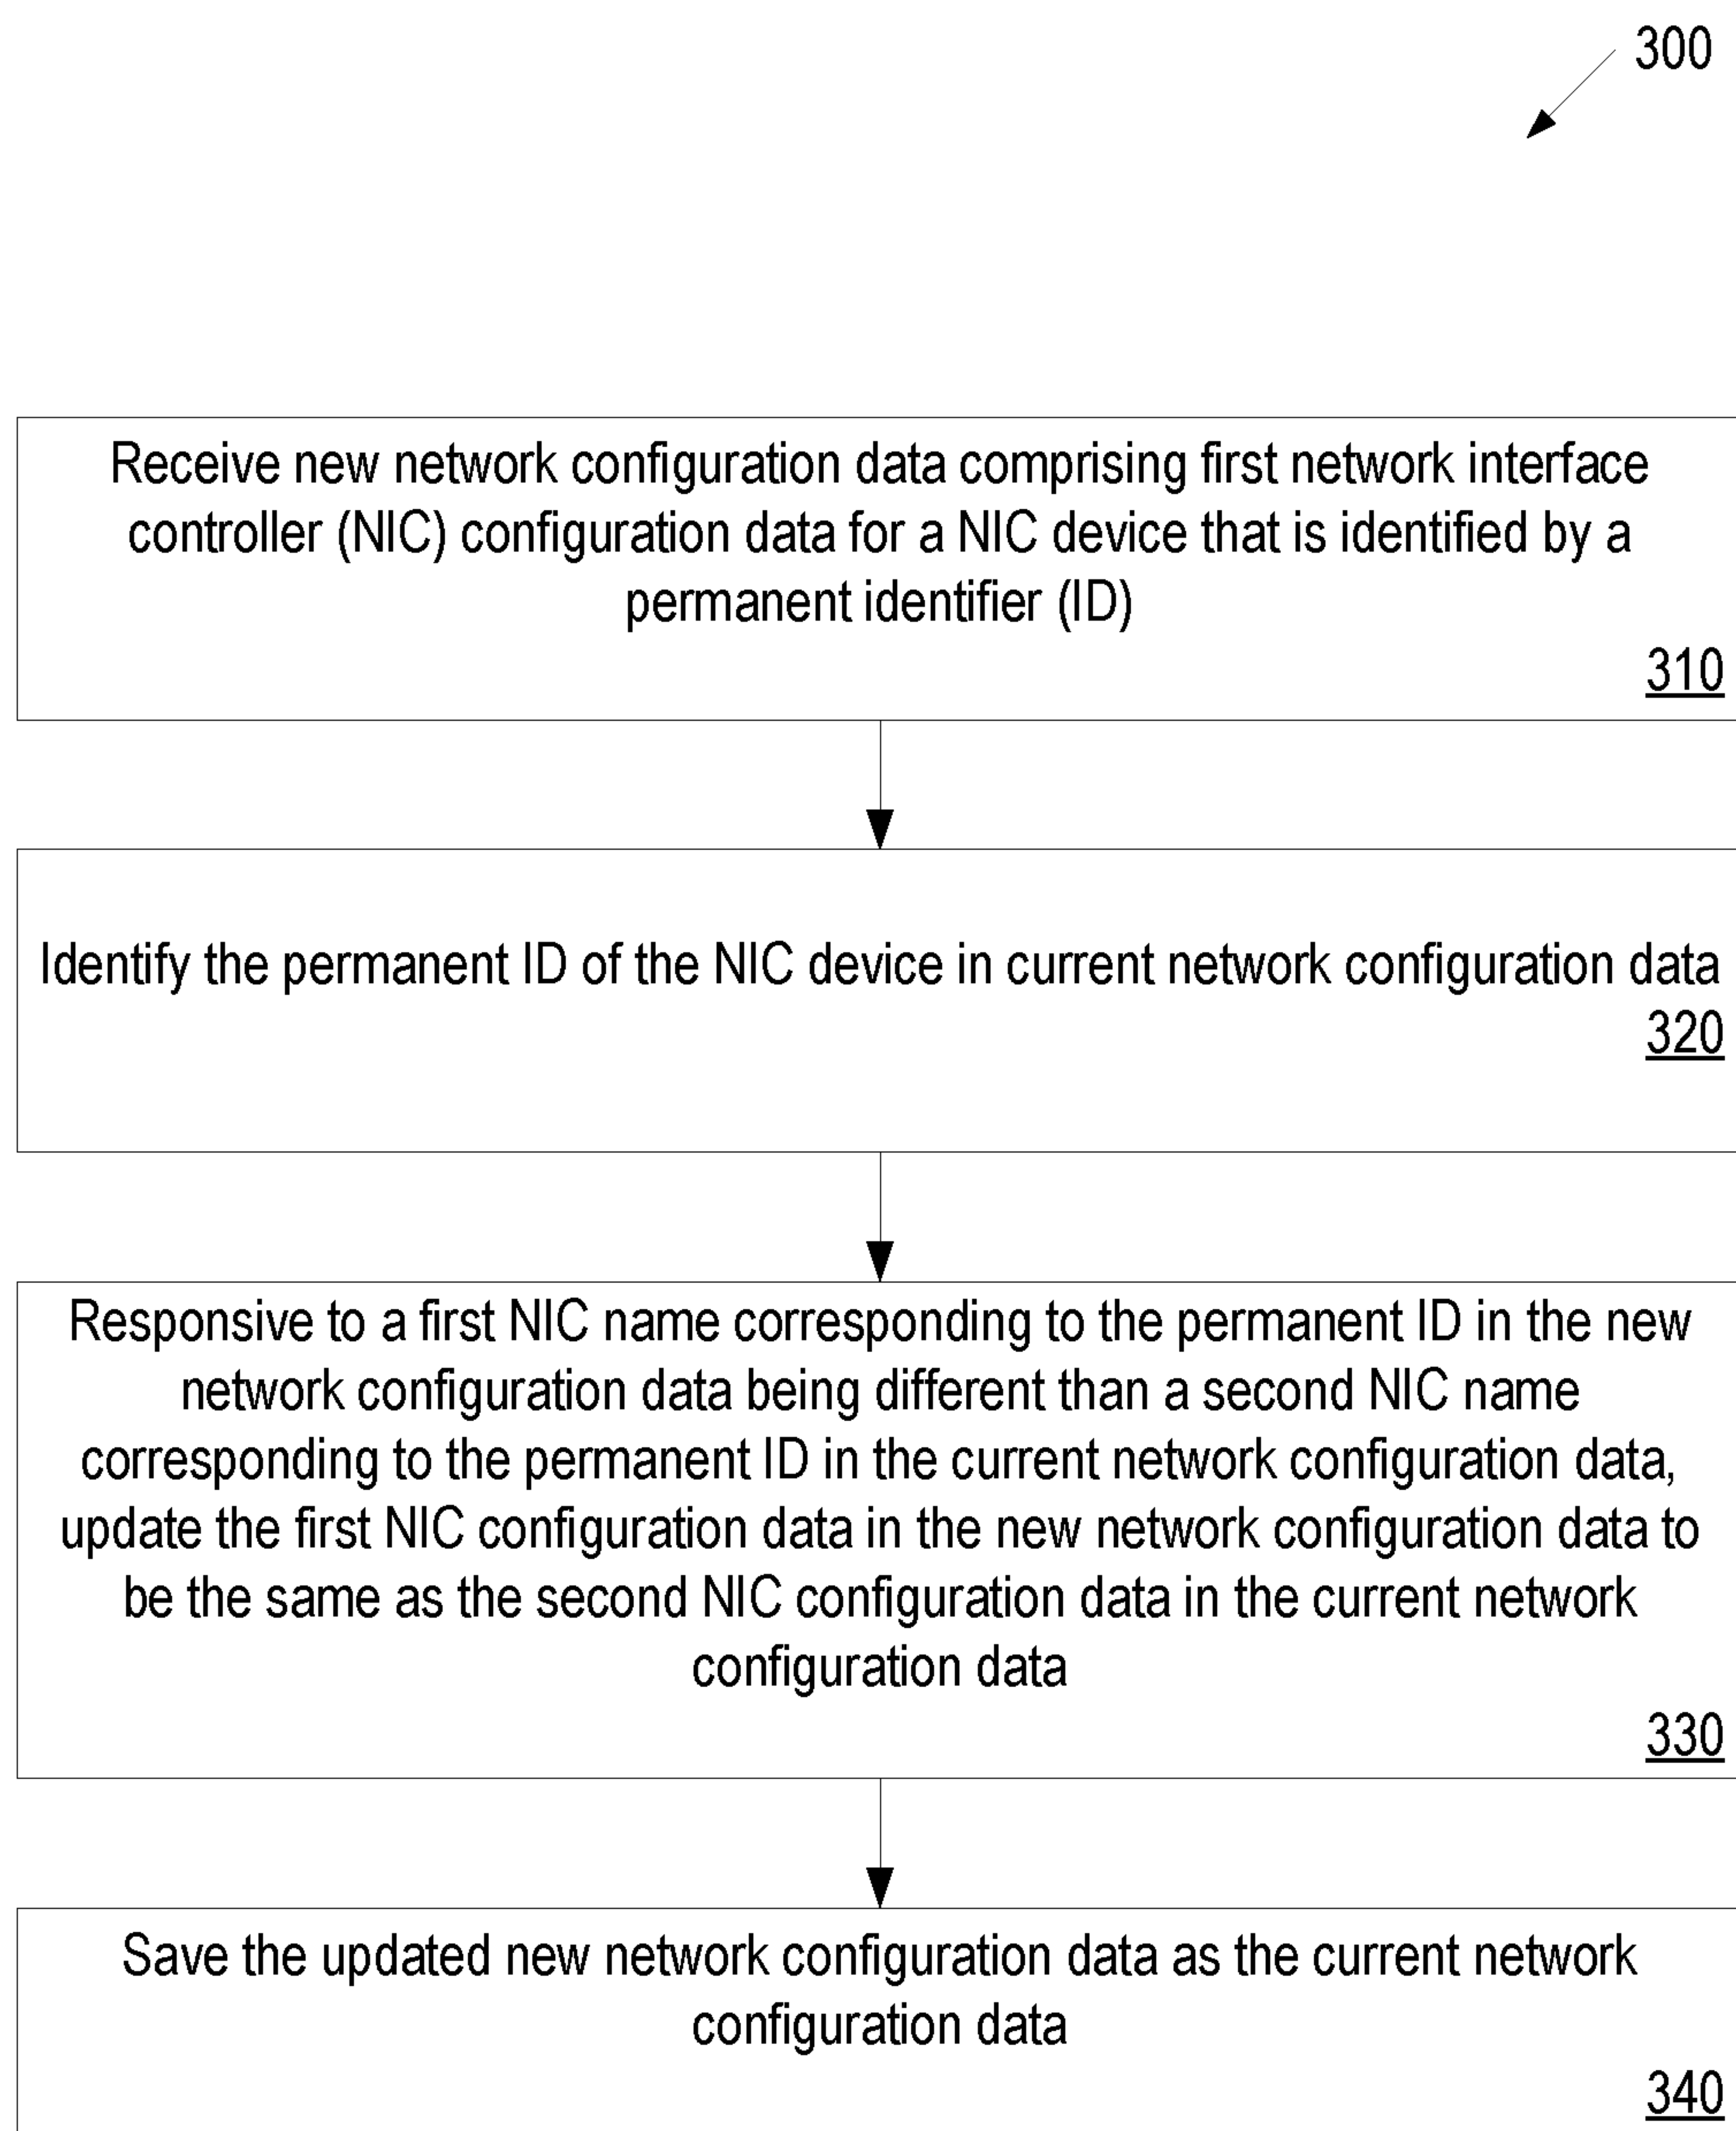 300
Receive new network configuration data comprising first network interface
controller (NIC) configuration data for a NIC device that is identified by a
permanent identifier (ID)
310
Identify the permanent ID of the NIC device in current network configuration data
320
Responsive to a first NIC name corresponding to the permanent ID in the new
network configuration data being different than a second NIC name
corresponding to the permanent ID in the current network configuration data,
update the first NIC configuration data in the new network configuration data to
be the same as the second NIC configuration data in the current network
configuration data
330
Save the updated new network configuration data as the current network
configuration data
340